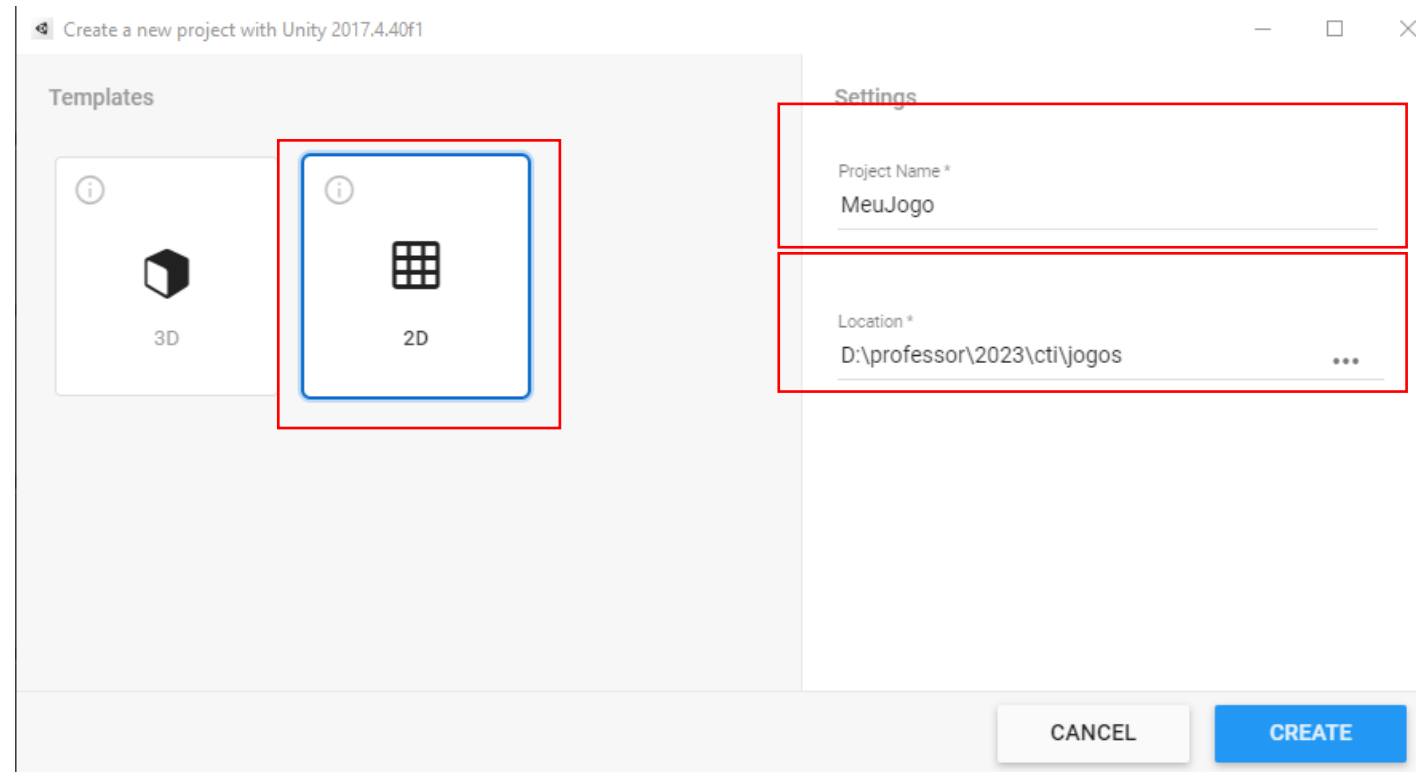 Create a new project with Unity 2017.4.40f1
Templates
3D
2D
Settings
Project Name *
MeuJogo
Location *
D:\professor\2023\cti\jogos
CANCEL
CREATE